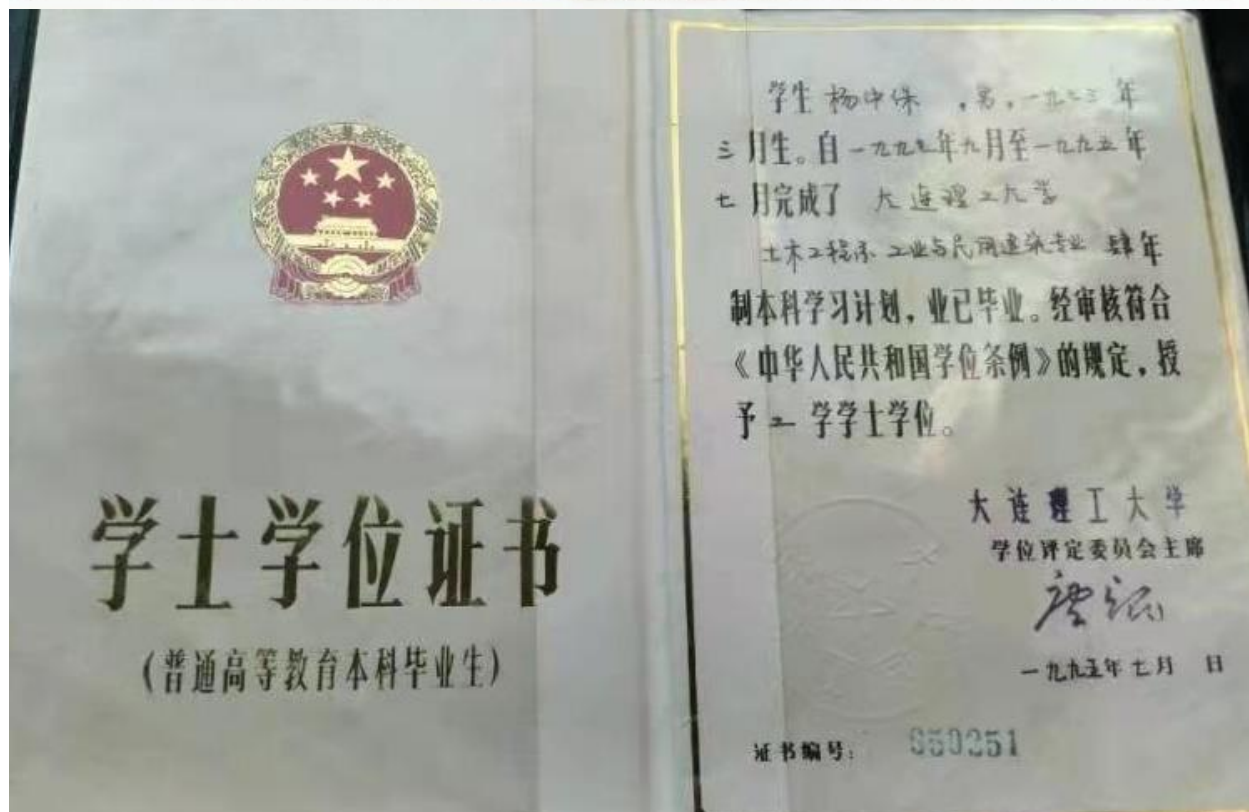 学士学位证书
(普通高等教育本科毕业生)
学生 杨中保 ,男,一九七三年
三月生。自一九九一年九月至一九九五年
七月完成了 大连理工大学
土木工程系 工业与民用建筑专业 肆年
制本科学习计划,业已毕业。经审核符合
《中华人民共和国学位条例》的规定,授
予 工 学学士学位。
大连理工大学
学位评定委员会主席
一九九五年七月 日
证书编号: 950251